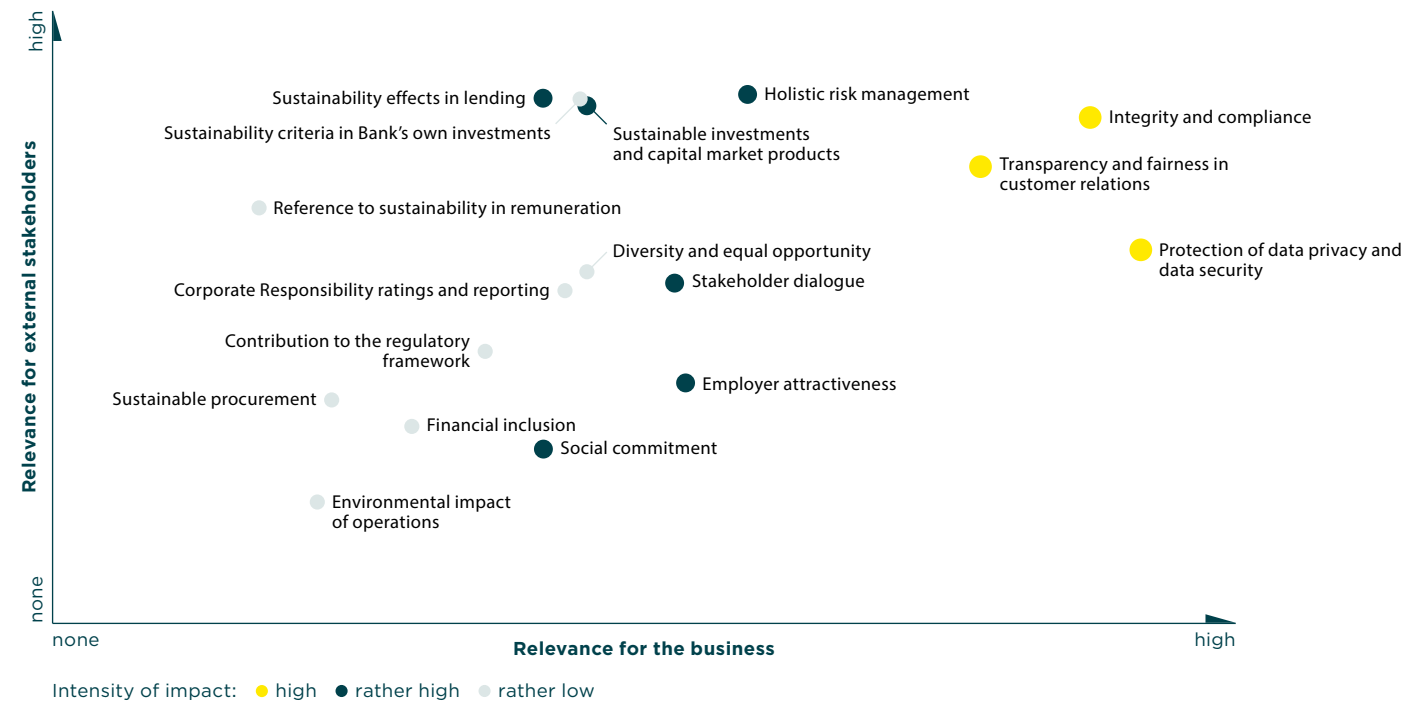 high
Sustainability effects in lending
Holistic risk management
Integrity and compliance
Sustainability criteria in Bank’s own investments
Sustainable investments
and capital market products
Transparency and fairness in
customer relations
Reference to sustainability in remuneration
Diversity and equal opportunity
Protection of data privacy and
data security
Stakeholder dialogue
Corporate Responsibility ratings and reporting
Contribution to the regulatory
framework
Employer attractiveness
Sustainable procurement
Financial inclusion
Social commitment
Environmental impact
of operations
Relevance for external stakeholders
none
none
Relevance for the business
high
Intensity of impact: high rather high rather low